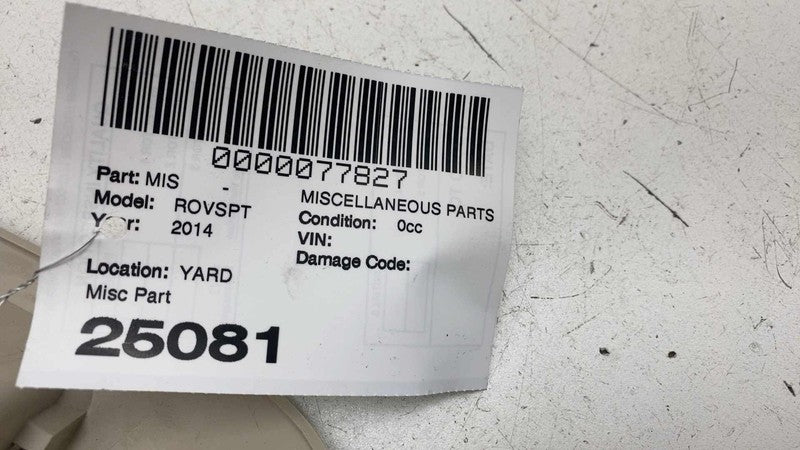 0000077827
Part: MIS - MISCELLANEOUS PARTS
Model: ROVSPT Condition: 0cc
Year: 2014 VIN:
Location: YARD Damage Code:
Misc Part
25081